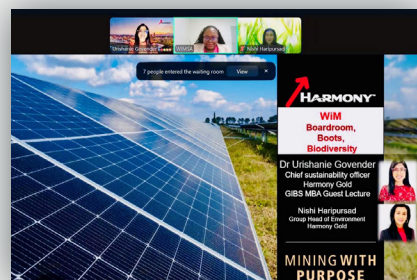 Urishanie Govender
WiMSA
Nishi Haripursad
7 people entered the waiting room
View
HARMONY
WiM
Boardroom,
Boots,
Biodiversity
Dr Urishanie Govender
Chief sustainability officer
Harmony Gold
GIBS MBA Guest Lecture
Nishi Haripursad
Group Head of Environment
Harmony Gold
MINING WITH
PURPOSE